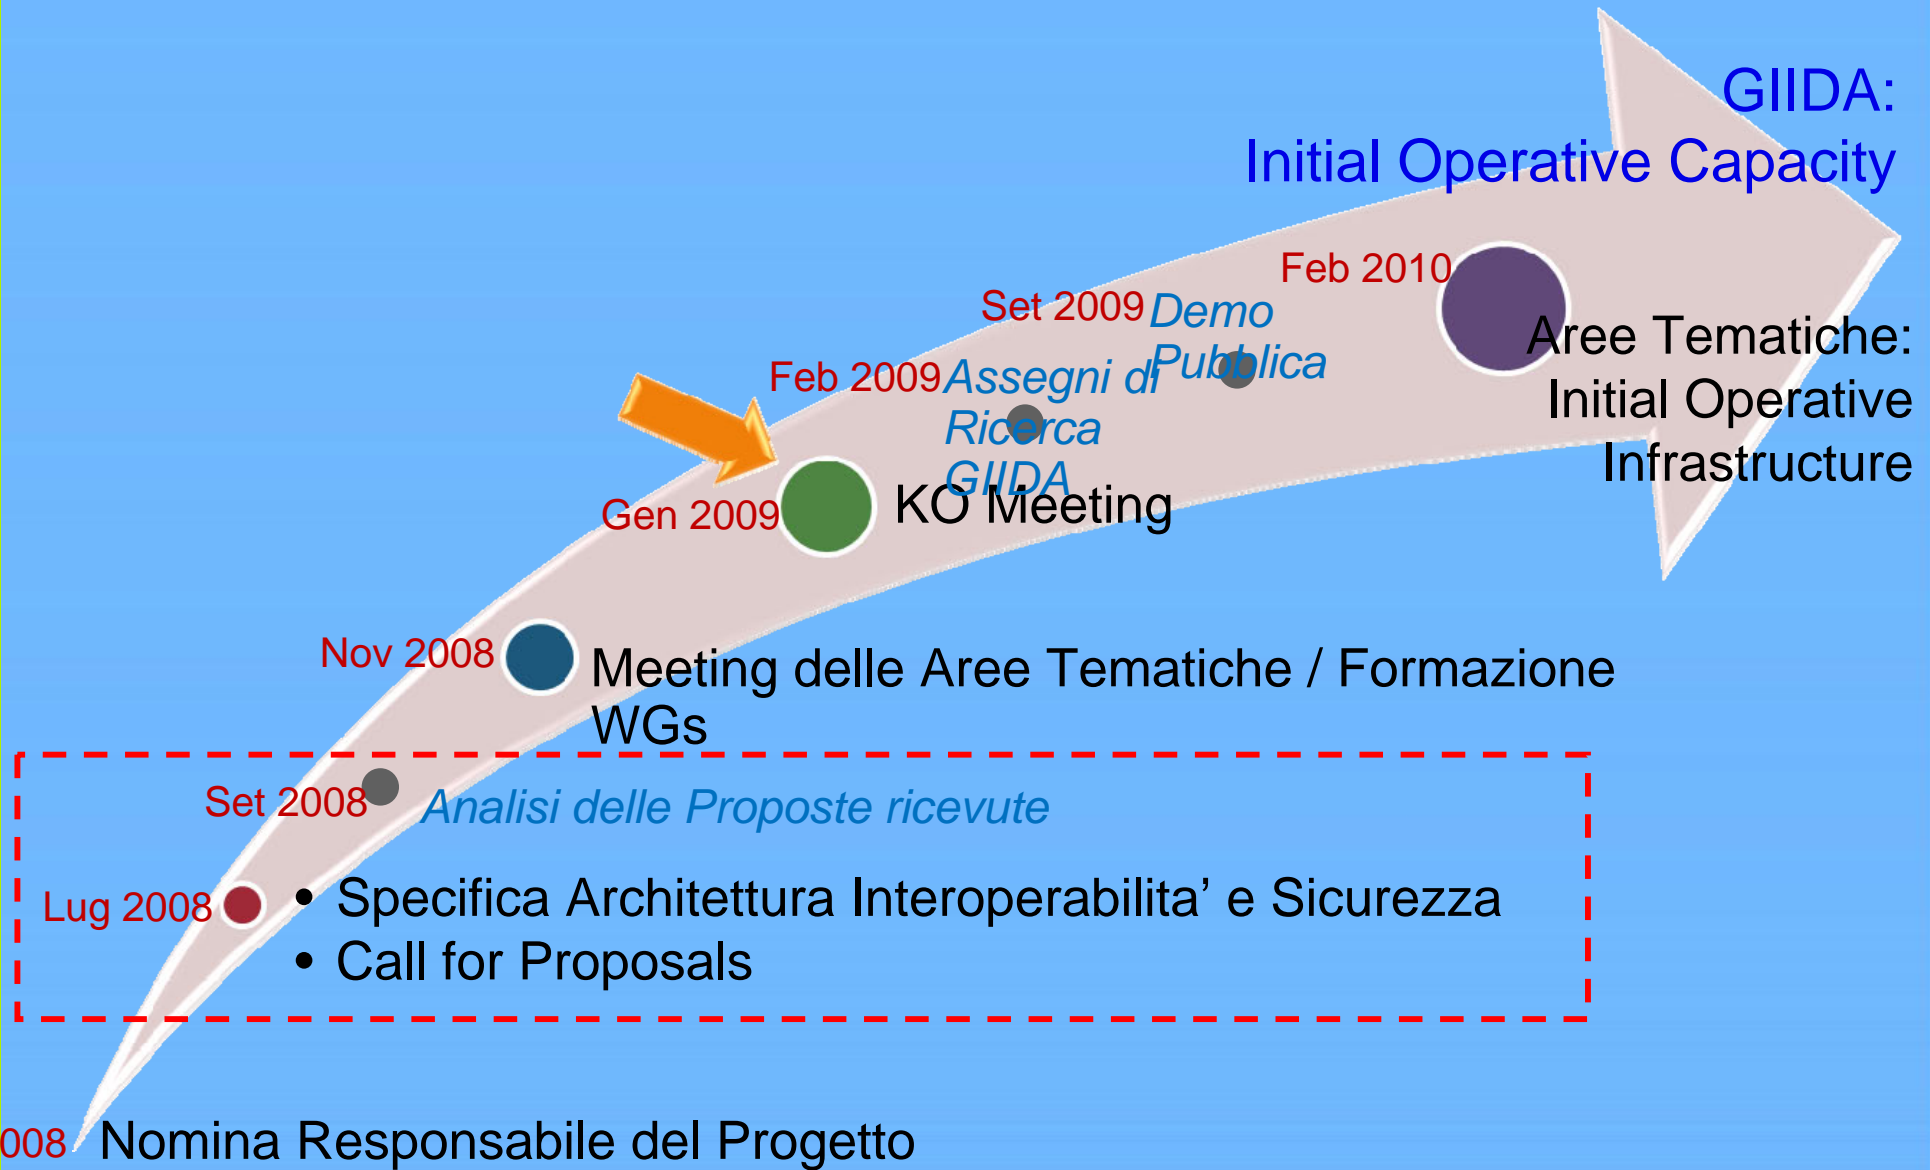 GIIDA:
Initial Operative Capacity
Feb 2010
Aree Tematiche:
Initial Operative
Infrastructure
Set 2009
Demo
Pubblica
Feb 2009
Assegni di
Ricerca
GIIDA
Gen 2009
KO Meeting
Nov 2008
Meeting delle Aree Tematiche / Formazione
WGs
Set 2008
Analisi delle Proposte ricevute
Lug 2008
• Specifica Architettura Interoperabilita’ e Sicurezza
• Call for Proposals
008
Nomina Responsabile del Progetto